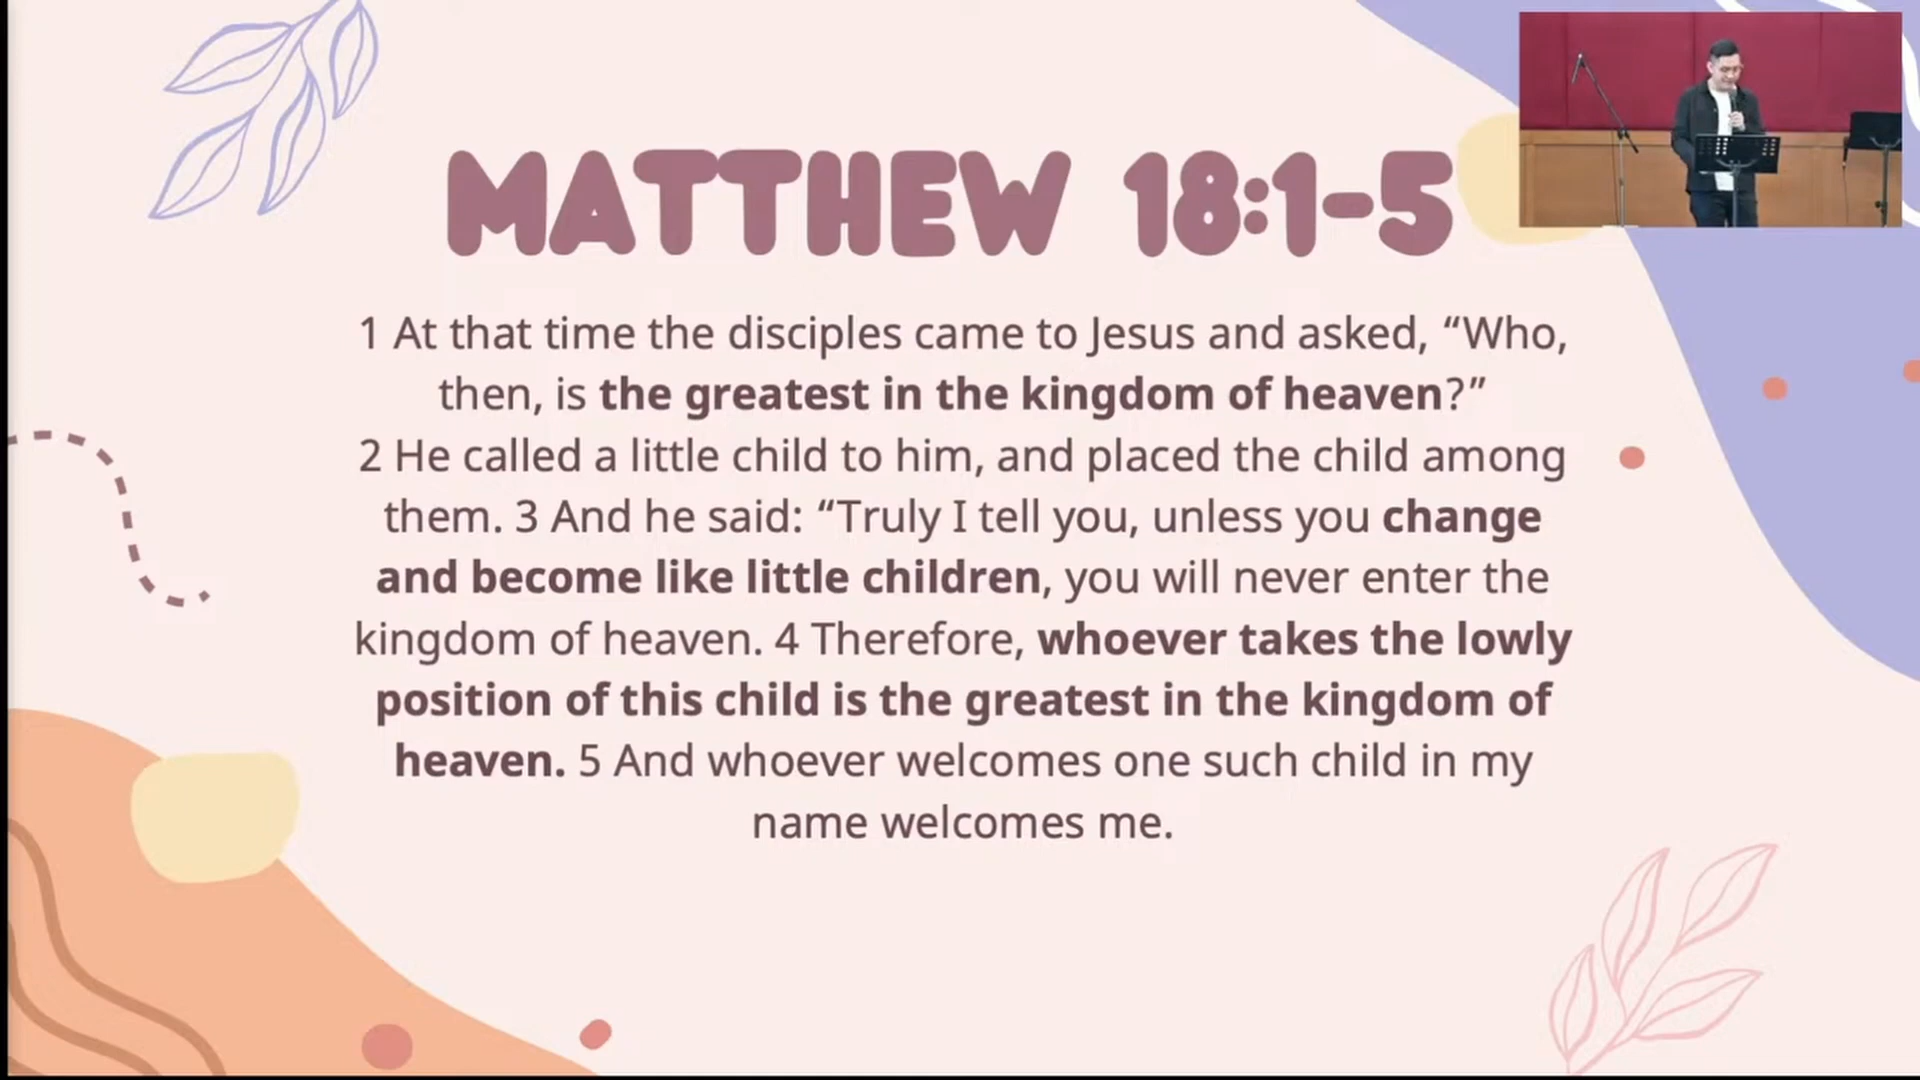 MATTHEW 18:1-5
1 At that time the disciples came to Jesus and asked, “Who,
then, is the greatest in the kingdom of heaven?”
2 He called a little child to him, and placed the child among
them. 3 And he said: “Truly I tell you, unless you change
and become like little children, you will never enter the
kingdom of heaven. 4 Therefore, whoever takes the lowly
position of this child is the greatest in the kingdom of
heaven. 5 And whoever welcomes one such child in my
name welcomes me.